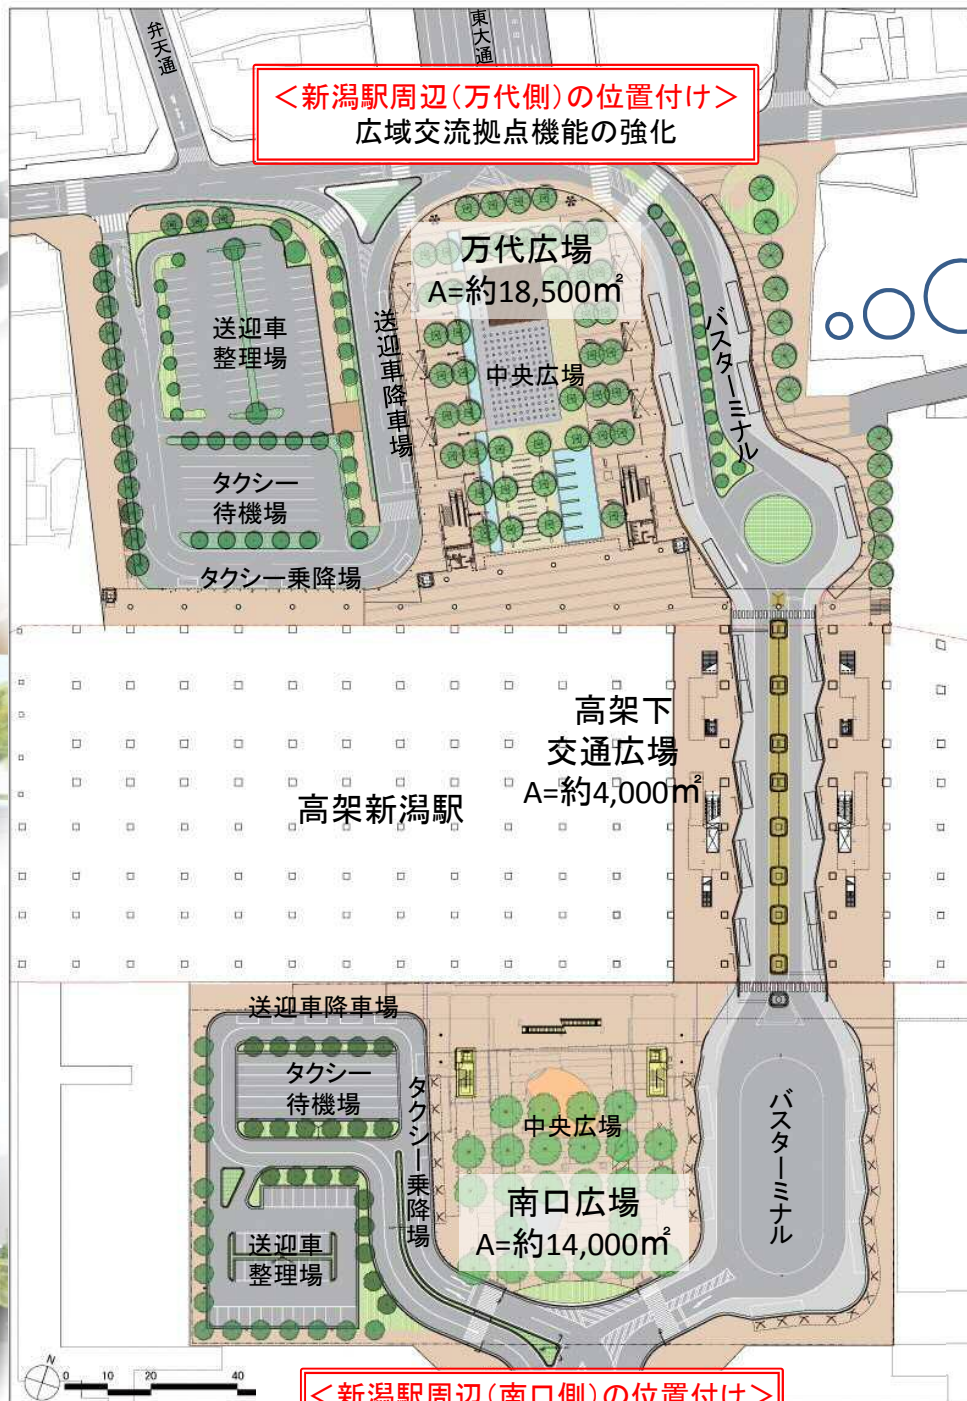 弁天通
東大通
＜新潟駅周辺(万代側)の位置付け＞
広域交流拠点機能の強化
万代広場
A=約18,500㎡
送迎車
整理場
送迎車降車場
中央広場
バスターミナル
タクシー
待機場
タクシー乗降場
高架下
交通広場
A=約4,000㎡
高架新潟駅
送迎車降車場
タクシー
待機場
タクシー乗降場
中央広場
バスターミナル
南口広場
A=約14,000㎡
送迎車
整理場
N
0 10 20 40
＜新潟駅周辺(南口側)の位置付け＞